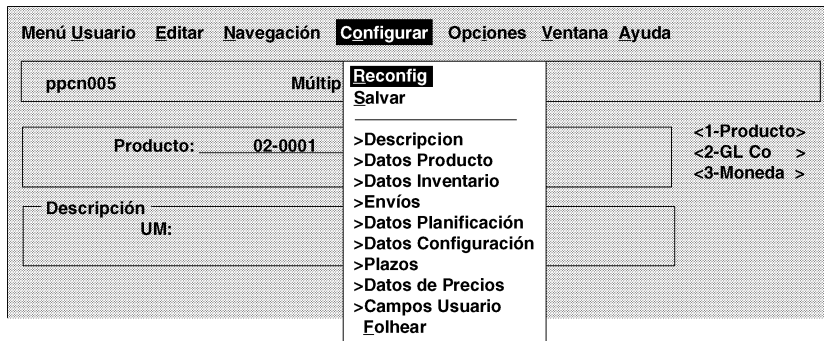 Menú Usuario Editar Navegación Configurar Opciones Ventana Ayuda
ppcn005 Múltip
Reconfig
Salvar
Producto: 02-0001
<1-Producto>
<2-GL Co >
<3-Moneda >
Descripción
UM:
>Descripcion
>Datos Producto
>Datos Inventario
>Envíos
>Datos Planificación
>Datos Configuración
>Plazos
>Datos de Precios
>Campos Usuario
Folhear